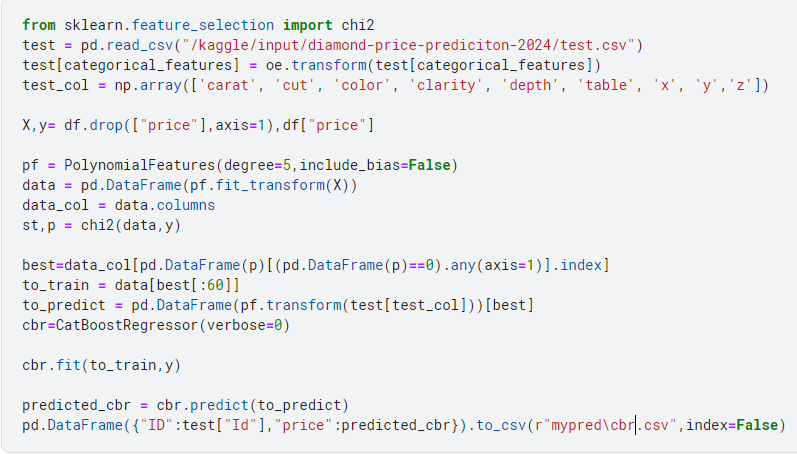 from sklearn.feature_selection import chi2
test = pd.read_csv("/kaggle/input/diamond-price-prediciton-2024/test.csv")
test[categorical_features] = oe.transform(test[categorical_features])
test_col = np.array(['carat', 'cut', 'color', 'clarity', 'depth', 'table', 'x', 'y','z'])
X,y= df.drop(["price"],axis=1),df["price"]
pf = PolynomialFeatures(degree=5,include_bias=False)
data = pd.DataFrame(pf.fit_transform(X))
data_col = data.columns
st,p = chi2(data,y)
best=data_col[pd.DataFrame(p)[(pd.DataFrame(p)==0).any(axis=1)].index]
to_train = data[best[:60]]
to_predict = pd.DataFrame(pf.transform(test[test_col]))[best]
cbr=CatBoostRegressor(verbose=0)
cbr.fit(to_train,y)
predicted_cbr = cbr.predict(to_predict)
pd.DataFrame({"ID":test["Id"],"price":predicted_cbr}).to_csv(r"mypred\cbr.csv",index=False)